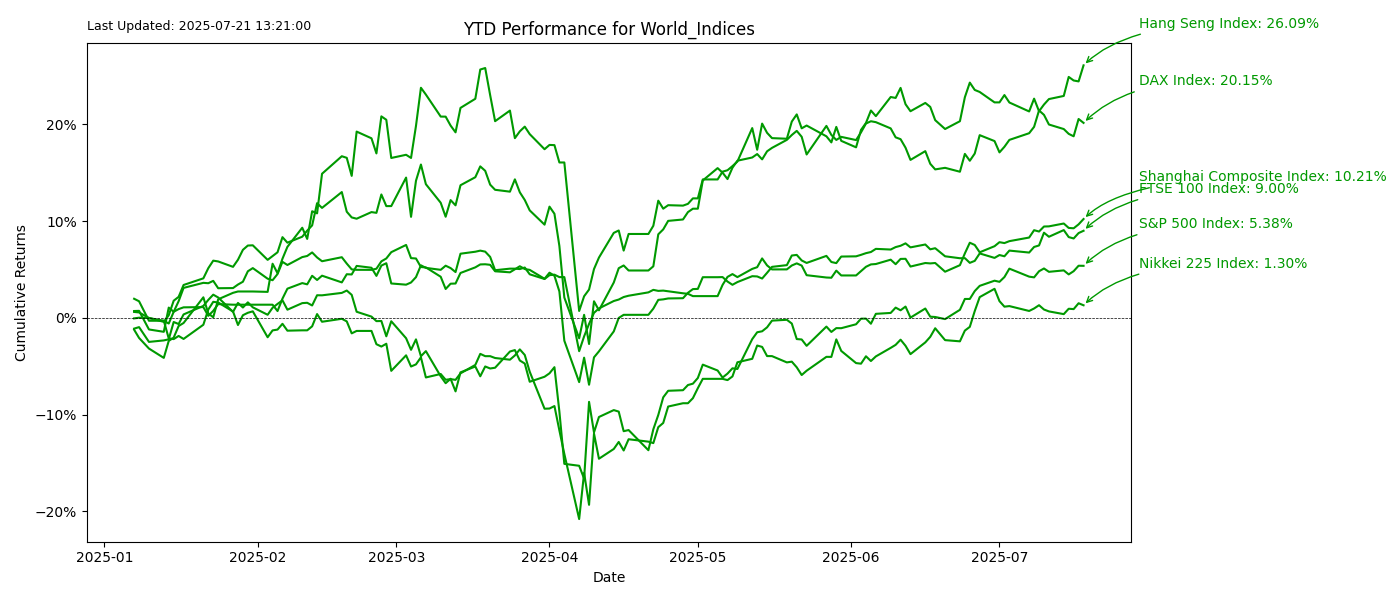 Last Updated: 2025-07-21 13:21:00
YTD Performance for World_Indices
Hang Seng Index: 26.09%
DAX Index: 20.15%
Shanghai Composite Index: 10.21%
FTSE 100 Index: 9.00%
S&P 500 Index: 5.38%
Nikkei 225 Index: 1.30%
Cumulative Returns
20%
10%
0%
−10%
−20%
2025-01
2025-02
2025-03
2025-04
2025-05
2025-06
2025-07
Date